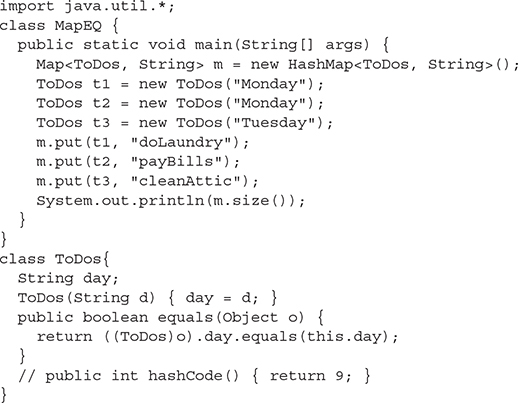 import java.util.*;
class MapEQ {
  public static void main(String[] args) {
    Map<ToDos, String> m = new HashMap<ToDos, String>();
    ToDos t1 = new ToDos("Monday");
    ToDos t2 = new ToDos("Monday");
    ToDos t3 = new ToDos("Tuesday");
    m.put(t1, "doLaundry");
    m.put(t2, "payBills");
    m.put(t3, "cleanAttic");
    System.out.println(m.size());
  }
}
class ToDos{
  String day;
  ToDos(String d) { day = d; }
  public boolean equals(Object o) {
    return ((ToDos)o).day.equals(this.day);
  }
  // public int hashCode() { return 9; }
}